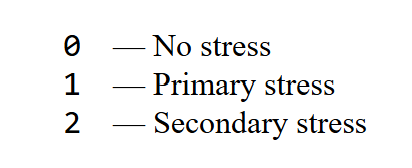 0 — No stress
1 — Primary stress
2 — Secondary stress